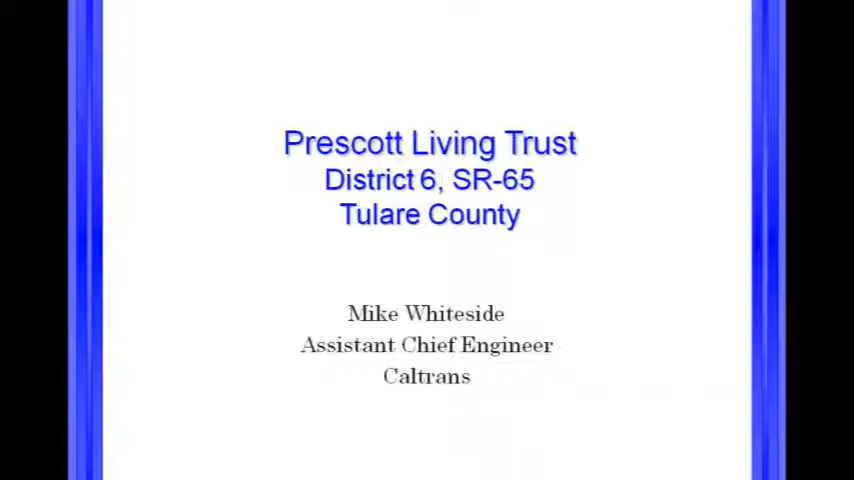 Prescott Living Trust
District 6, SR-65
Tulare County
Mike Whiteside
Assistant Chief Engineer
Caltrans